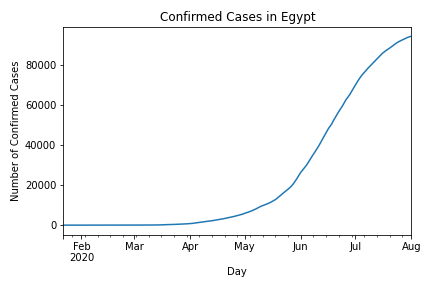 Confirmed Cases in Egypt
Number of Confirmed Cases
80000
60000
40000
20000
0
Feb Mar Apr May Jun Jul Aug
2020
Day